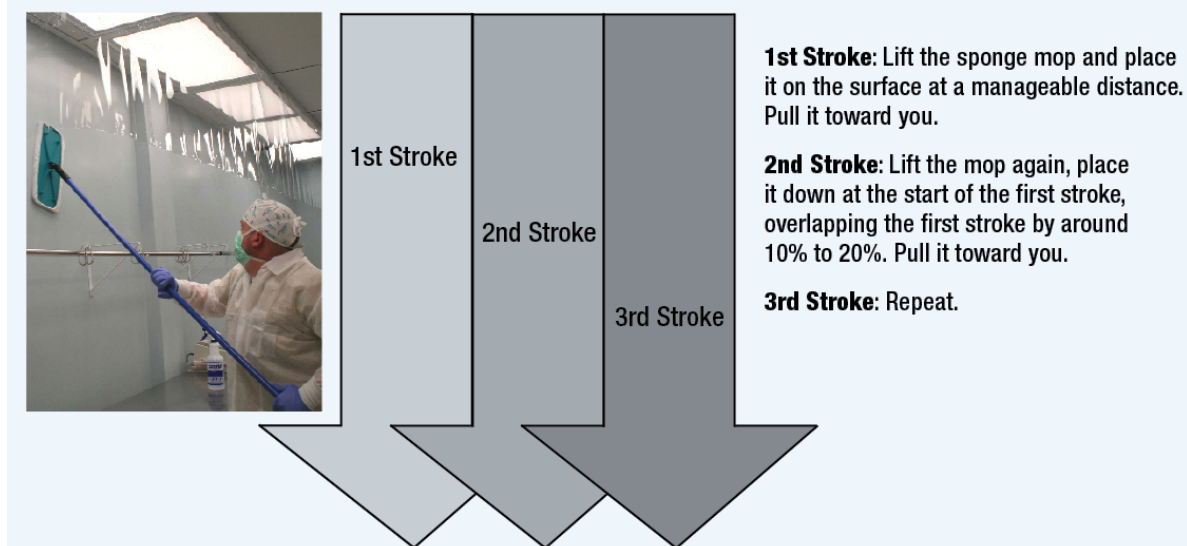 1st Stroke
2nd Stroke
3rd Stroke
1st Stroke: Lift the sponge mop and place
it on the surface at a manageable distance.
Pull it toward you.
2nd Stroke: Lift the mop again, place
it down at the start of the first stroke,
overlapping the first stroke by around
10% to 20%. Pull it toward you.
3rd Stroke: Repeat.